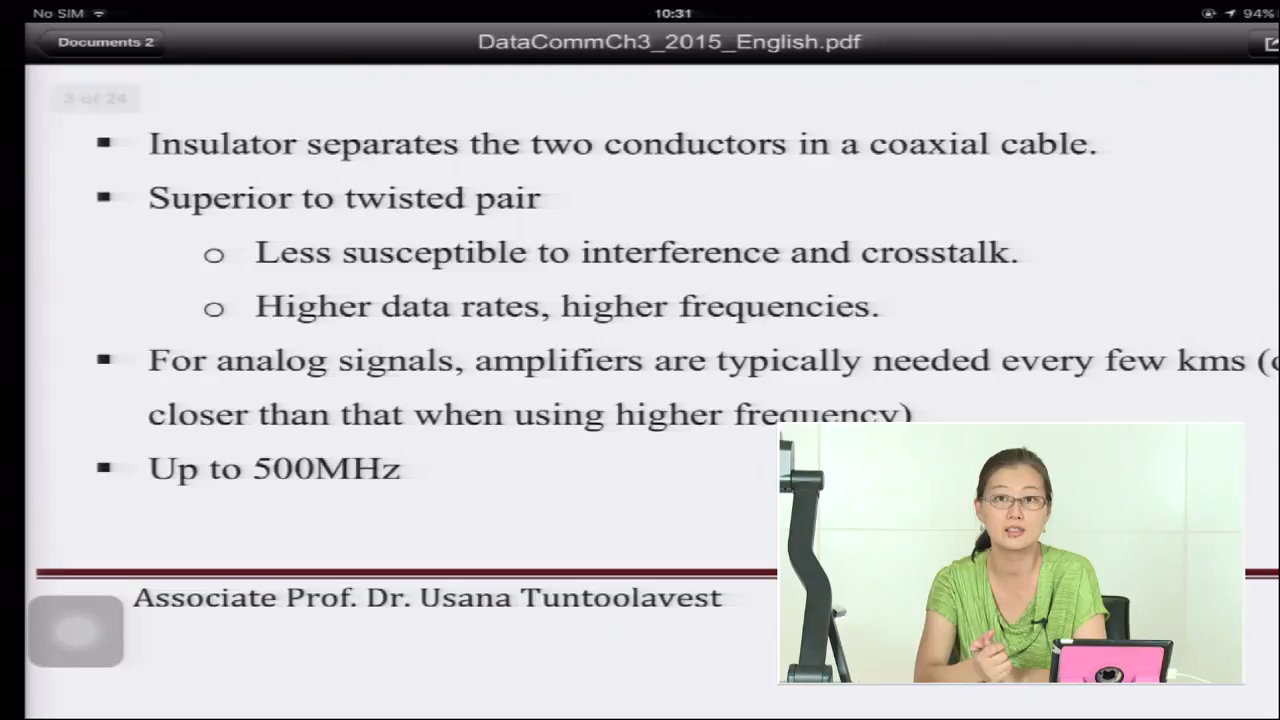 No SIM 10:31 94%
Documents 2 DataCommCh3_2015_English.pdf
3 of 24
▪ Insulator separates the two conductors in a coaxial cable.
▪ Superior to twisted pair
o Less susceptible to interference and crosstalk.
o Higher data rates, higher frequencies.
▪ For analog signals, amplifiers are typically needed every few kms (
closer than that when using higher frequency)
▪ Up to 500MHz
Associate Prof. Dr. Usana Tuntoolavest